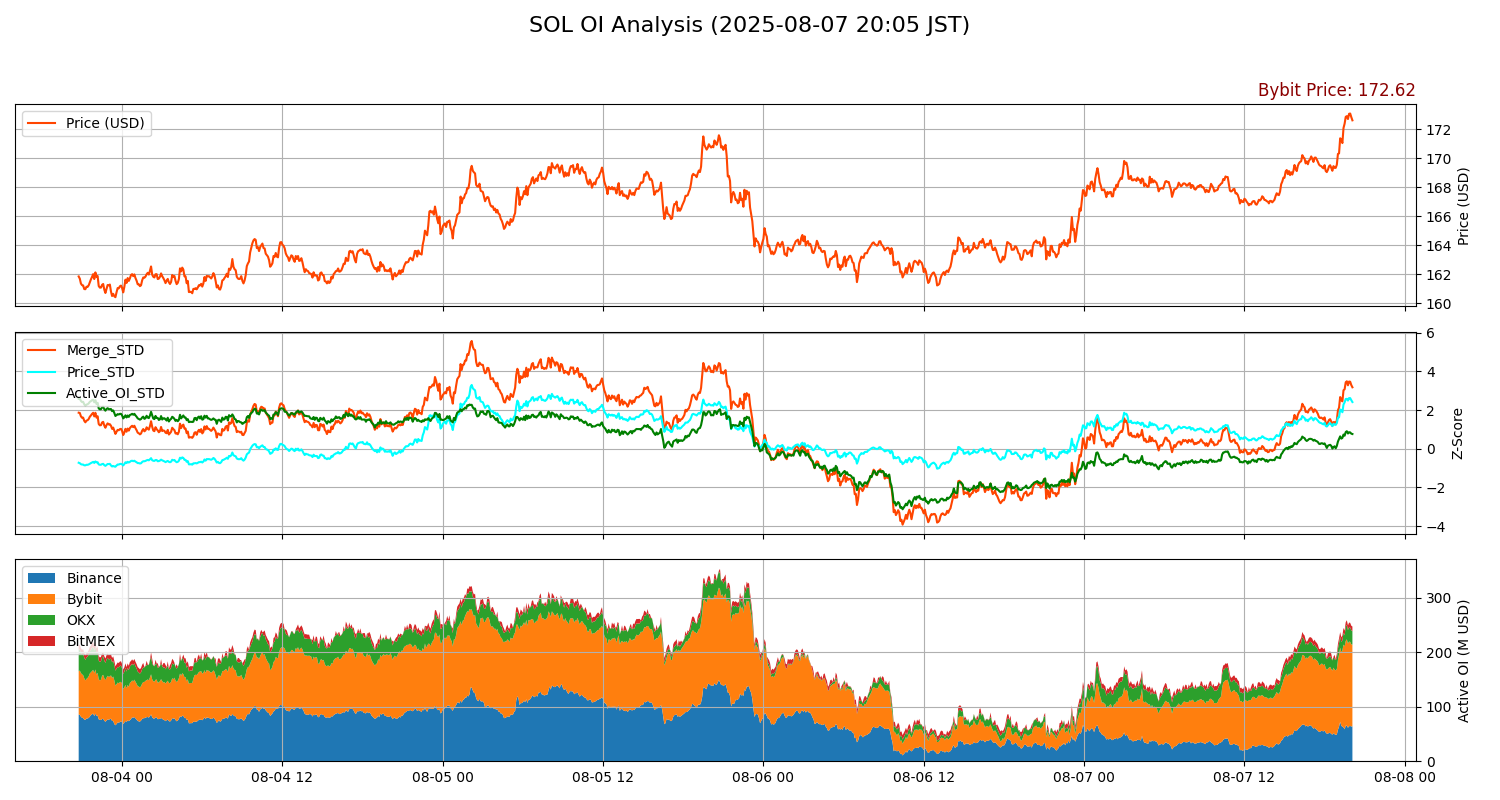 SOL OI Analysis (2025-08-07 20:05 JST)
Bybit Price: 172.62
Price (USD)
172
170
168
166
164
162
160
Price (USD)
Merge_STD
Price_STD
Active_OI_STD
6
4
2
0
−2
−4
Z-Score
Binance
Bybit
OKX
BitMEX
300
200
100
0
Active OI (M USD)
08-04 00
08-04 12
08-05 00
08-05 12
08-06 00
08-06 12
08-07 00
08-07 12
08-08 00